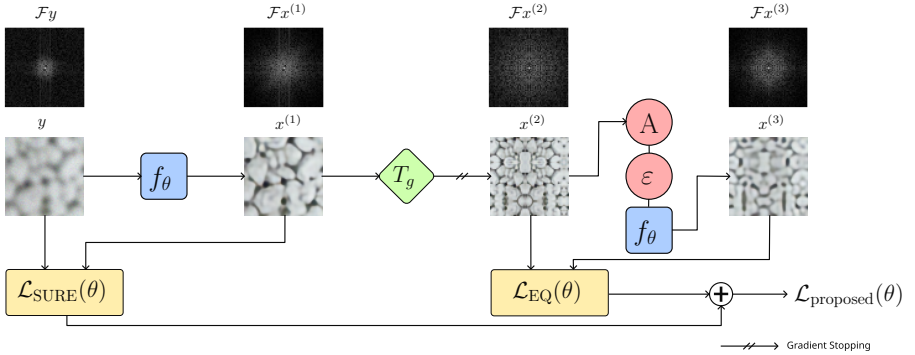 ℱy ℱx⁽¹⁾ ℱx⁽²⁾ ℱx⁽³⁾
y x⁽¹⁾ x⁽²⁾ A x⁽³⁾
f_θ T_g ε
f_θ
ℒ_SURE(θ) ℒ_EQ(θ) + ℒ_proposed(θ)
Gradient Stopping